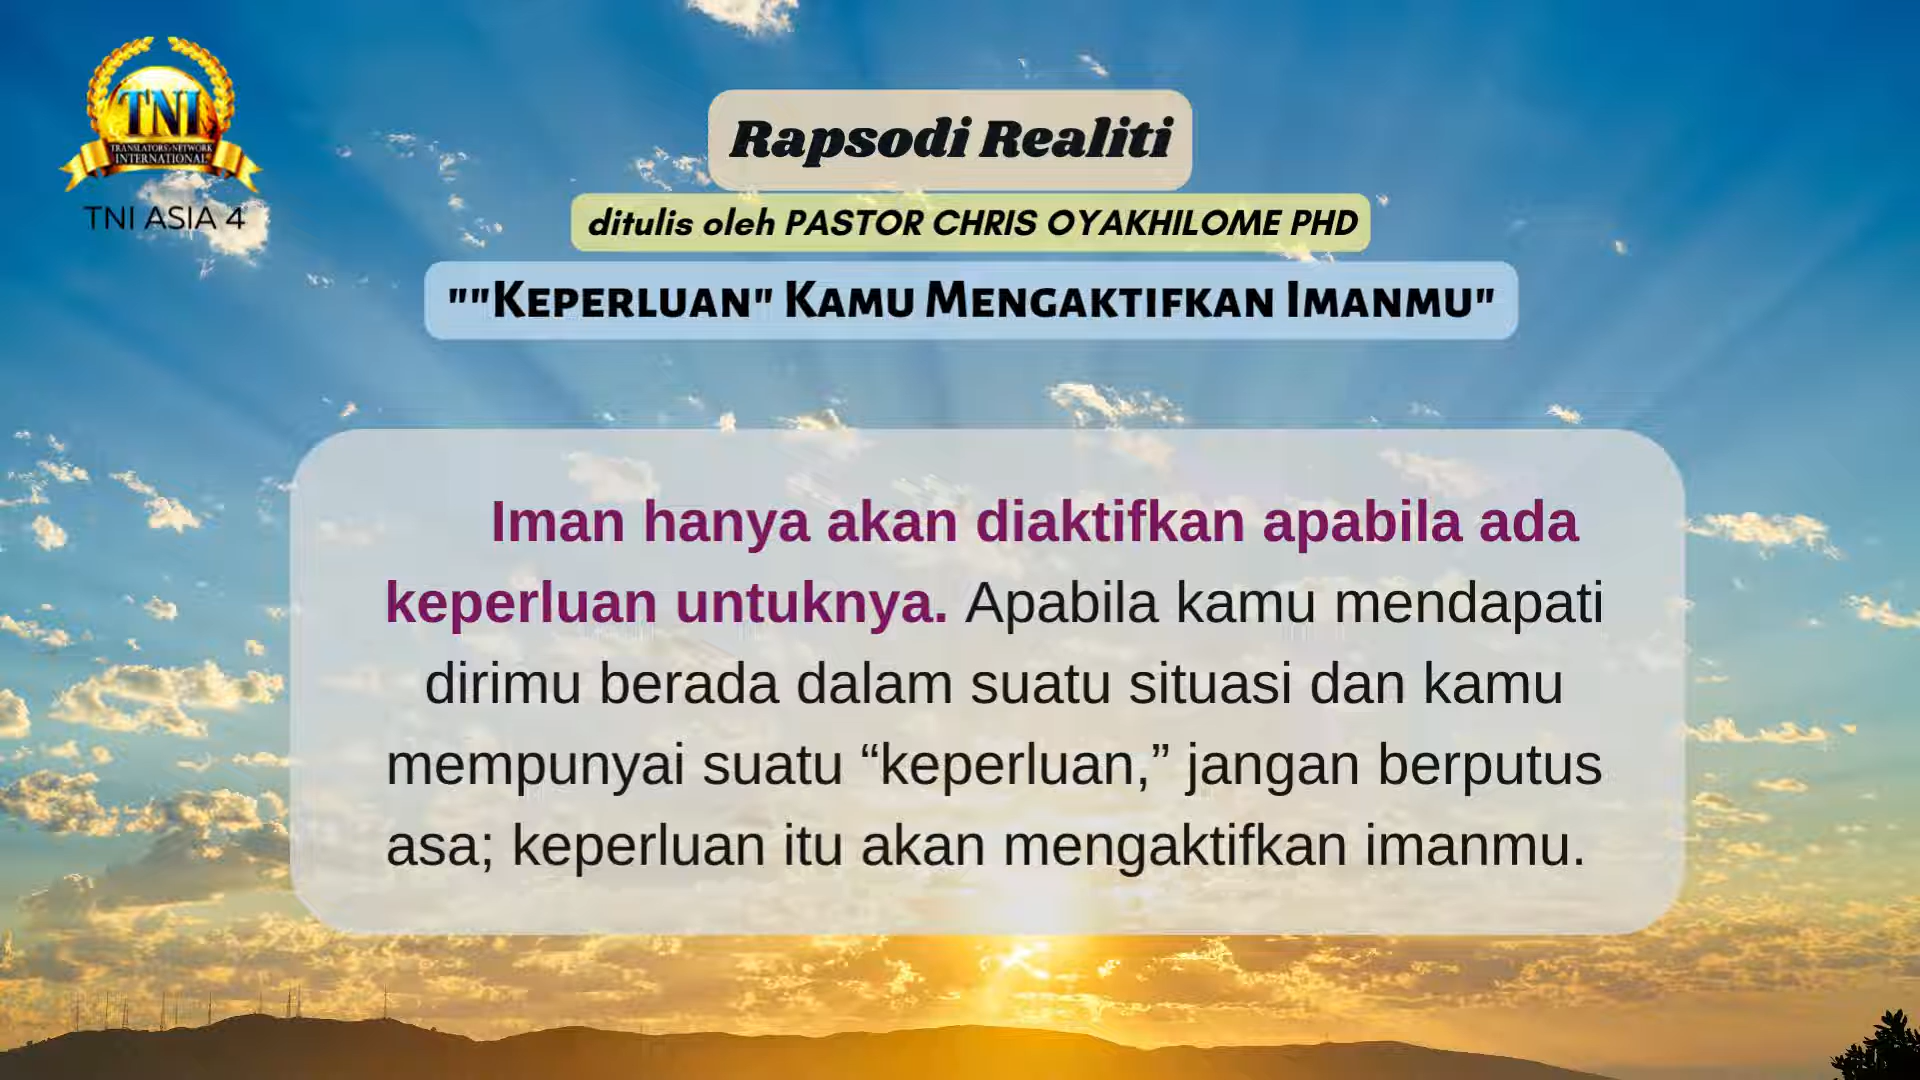 TNI
TRANSLATORS NETWORK
INTERNATIONAL
TNI ASIA 4
Rapsodi Realiti
ditulis oleh PASTOR CHRIS OYAKHILOME PHD
""Keperluan" Kamu Mengaktifkan Imanmu"
Iman hanya akan diaktifkan apabila ada
keperluan untuknya. Apabila kamu mendapati
dirimu berada dalam suatu situasi dan kamu
mempunyai suatu “keperluan,” jangan berputus
asa; keperluan itu akan mengaktifkan imanmu.